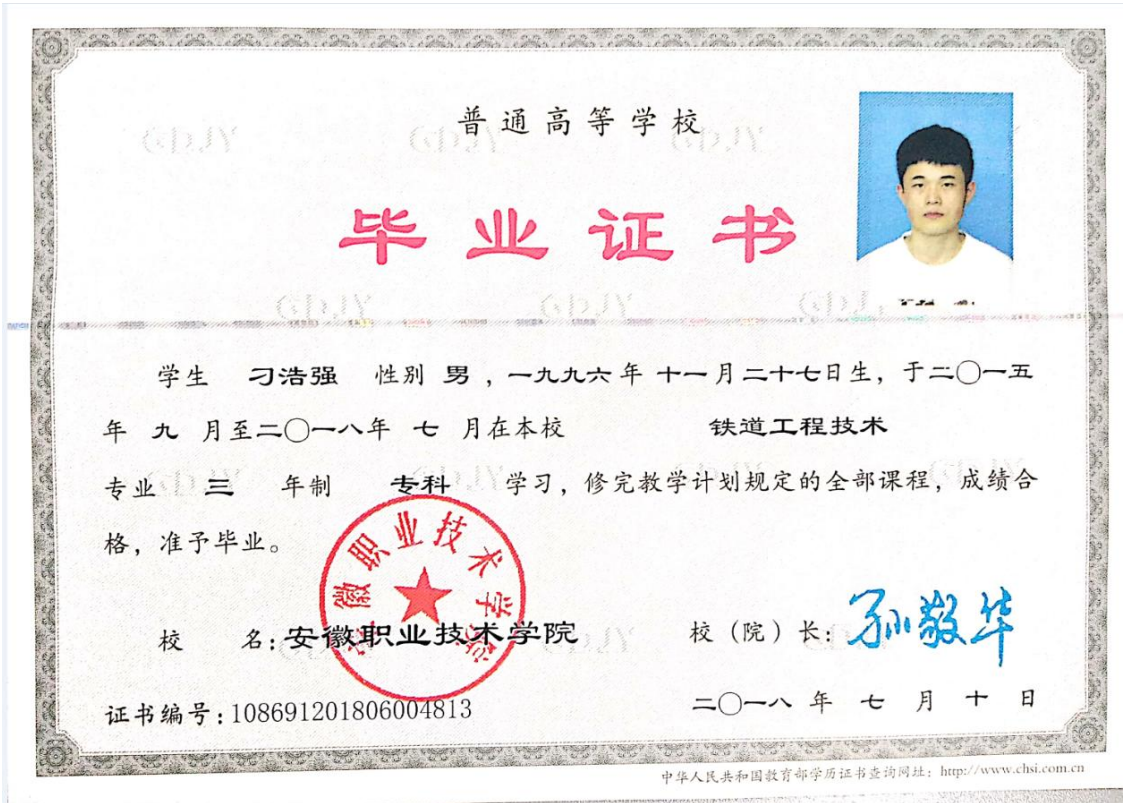 普通高等学校
毕业证书
学生 刁浩强 性别 男 ，一九九六年 十一月二十七日生，于二〇一五
年 九 月至二〇一八年 七 月在本校 铁道工程技术
专业 三 年制 专科 学习，修完教学计划规定的全部课程，成绩合
格，准予毕业。
安徽职业技术学院
校 名:安徽职业技术学院 校（院）长: 孙敬华
证书编号:108691201806004813 二〇一八 年 七 月 十 日
中华人民共和国教育部学历证书查询网址：http://www.chsi.com.cn